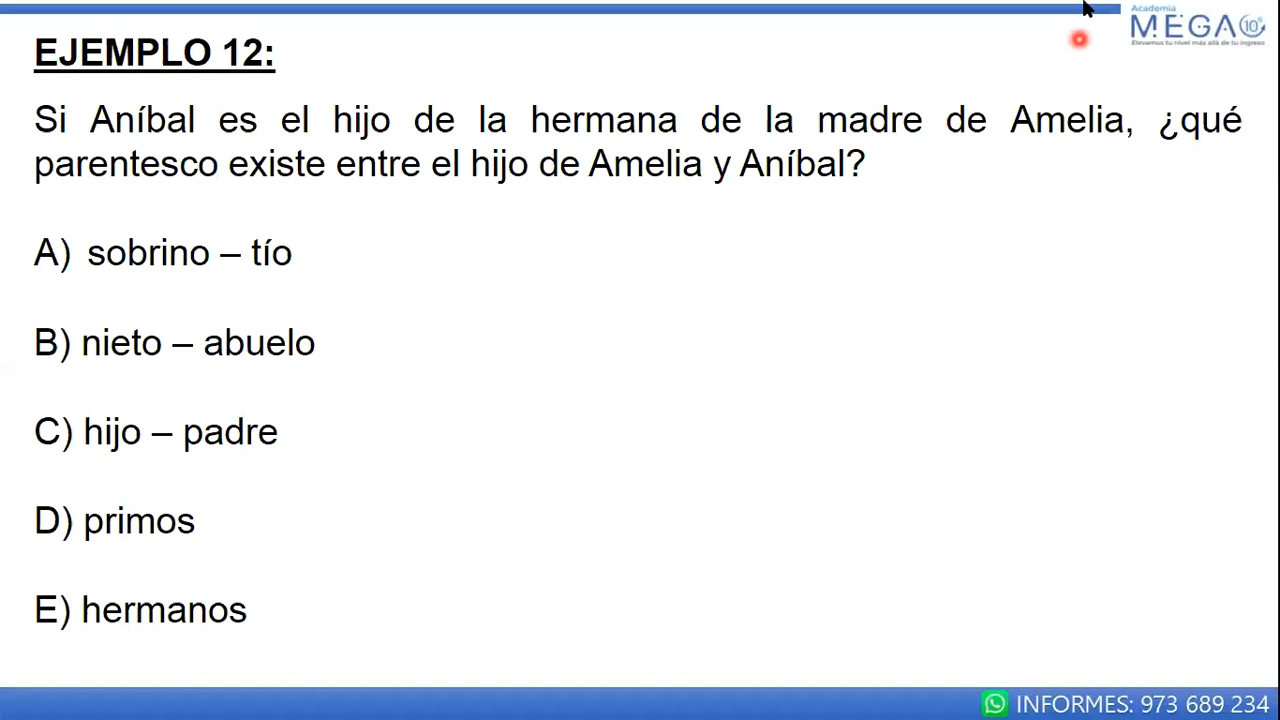 Academia
MEGA 10
Elevamos tu nivel más allá de tu ingreso
EJEMPLO 12:
Si Aníbal es el hijo de la hermana de la madre de Amelia, ¿qué
parentesco existe entre el hijo de Amelia y Aníbal?
A) sobrino – tío
B) nieto – abuelo
C) hijo – padre
D) primos
E) hermanos
INFORMES: 973 689 234